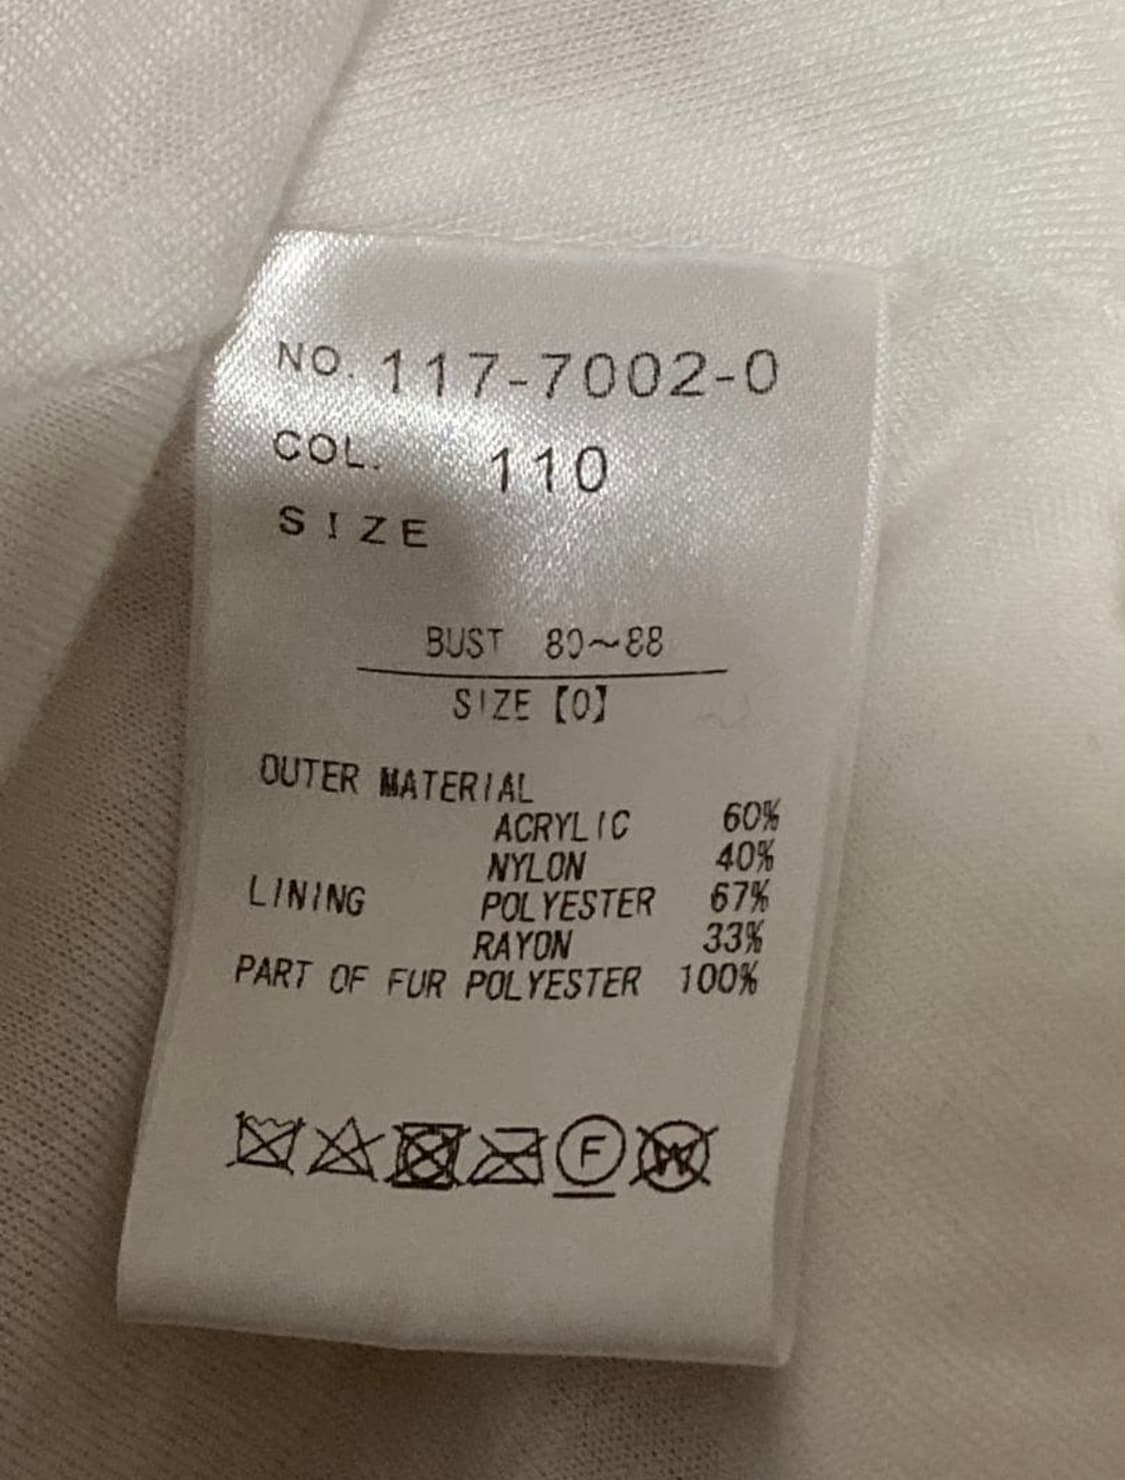 NO. 117-7002-0
COL. 110
SIZE
BUST 80~88
SIZE【0】
OUTER MATERIAL
ACRYLIC 60%
NYLON 40%
LINING POLYESTER 67%
RAYON 33%
PART OF FUR POLYESTER 100%
F W